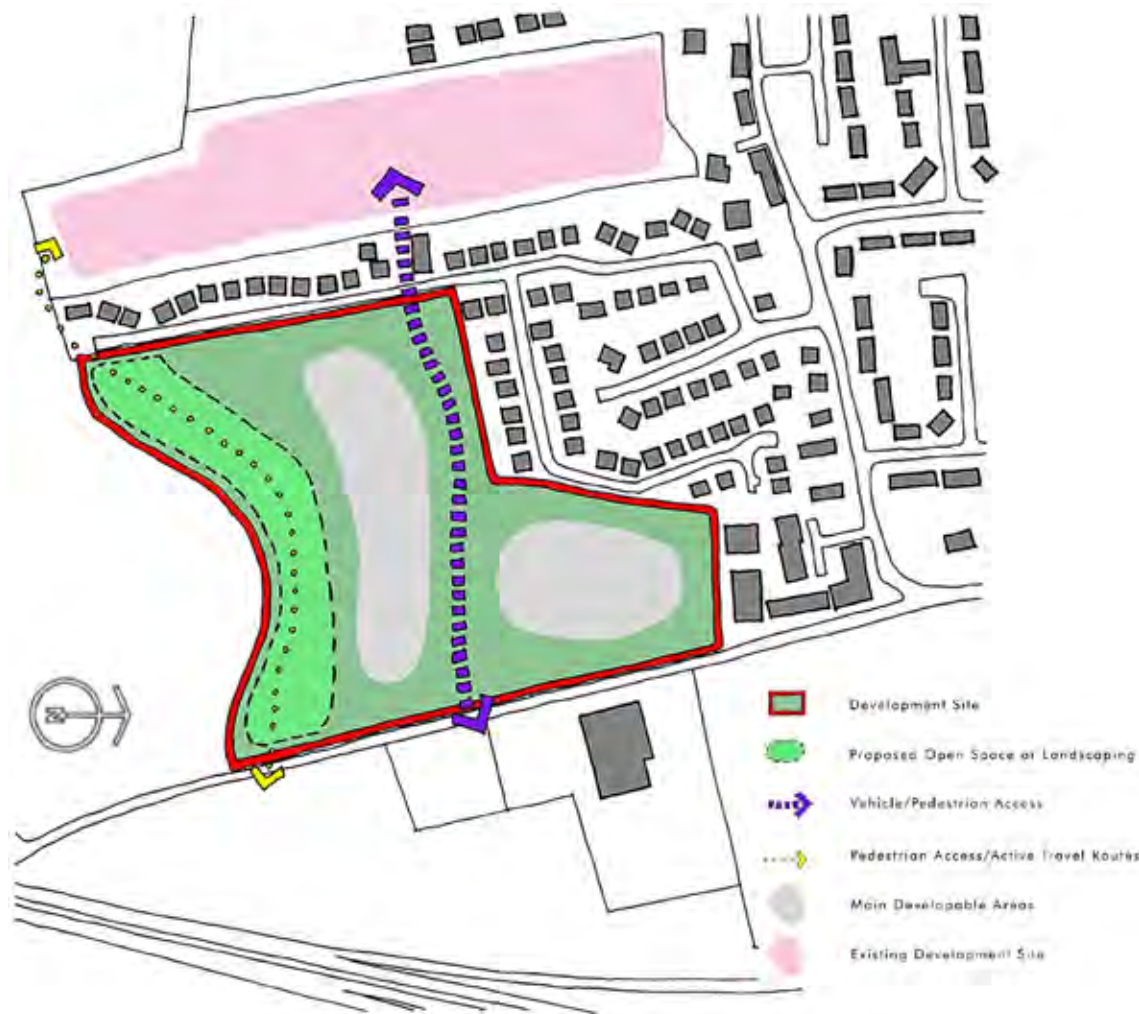 N
Development Site
Proposed Open Space or Landscaping
Vehicle/Pedestrian Access
Pedestrian Access/Active Travel Routes
Main Developable Areas
Existing Development Site